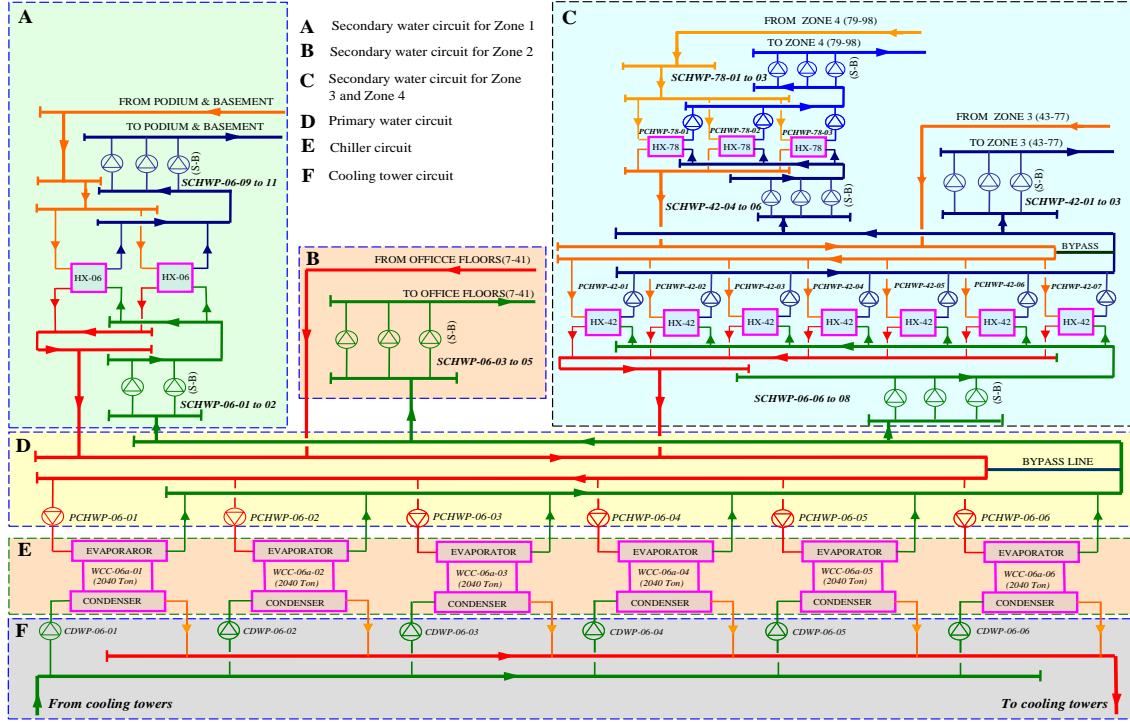 A
A Secondary water circuit for Zone 1
B Secondary water circuit for Zone 2
C Secondary water circuit for Zone
3 and Zone 4
D Primary water circuit
E Chiller circuit
F Cooling tower circuit
FROM PODIUM & BASEMENT
TO PODIUM & BASEMENT
(S-B)
SCHWP-06-09 to 11
HX-06
HX-06
(S-B)
SCHWP-06-01 to 02
B
FROM OFFICCE FLOORS(7-41)
TO OFFICE FLOORS(7-41)
(S-B)
SCHWP-06-03 to 05
C
FROM ZONE 4 (79-98)
TO ZONE 4 (79-98)
(S-B)
SCHWP-78-01 to 03
PCHWP-78-01
PCHWP-78-02
PCHWP-78-03
HX-78
HX-78
HX-78
FROM ZONE 3 (43-77)
TO ZONE 3 (43-77)
(S-B)
SCHWP-42-01 to 03
(S-B)
SCHWP-42-04 to 06
BYPASS
PCHWP-42-01
PCHWP-42-02
PCHWP-42-03
PCHWP-42-04
PCHWP-42-05
PCHWP-42-06
PCHWP-42-07
HX-42
HX-42
HX-42
HX-42
HX-42
HX-42
HX-42
(S-B)
SCHWP-06-06 to 08
D
BYPASS LINE
PCHWP-06-01
PCHWP-06-02
PCHWP-06-03
PCHWP-06-04
PCHWP-06-05
PCHWP-06-06
E
EVAPORAROR
EVAPORATOR
EVAPORATOR
EVAPORATOR
EVAPORATOR
EVAPORATOR
WCC-06a-01
(2040 Ton)
WCC-06a-02
(2040 Ton)
WCC-06a-03
(2040 Ton)
WCC-06a-04
(2040 Ton)
WCC-06a-05
(2040 Ton)
WCC-06a-06
(2040 Ton)
CONDENSER
CONDENSER
CONDENSER
CONDENSER
CONDENSER
CONDENSER
F
CDWP-06-01
CDWP-06-02
CDWP-06-03
CDWP-06-04
CDWP-06-05
CDWP-06-06
From cooling towers
To cooling towers